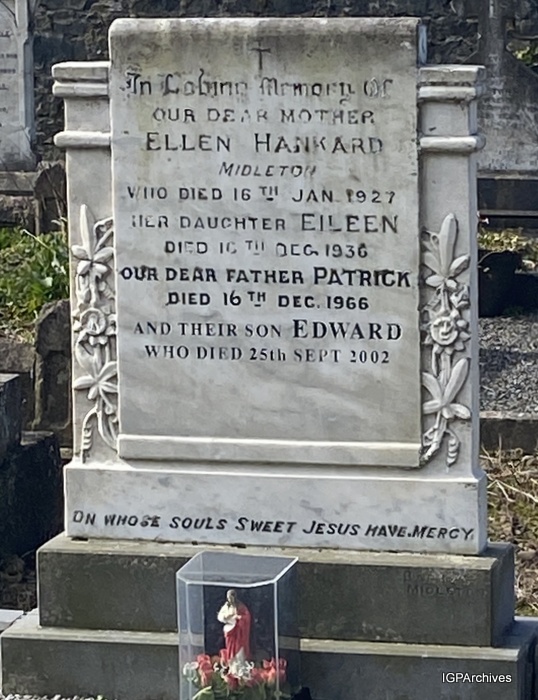 In Loving Memory Of
OUR DEAR MOTHER
ELLEN HANKARD
MIDLETON
WHO DIED 16TH JAN. 1927
HER DAUGHTER EILEEN
DIED 16TH DEC. 1936
OUR DEAR FATHER PATRICK
DIED 16TH DEC. 1966
AND THEIR SON EDWARD
WHO DIED 25th SEPT 2002
ON WHOSE SOULS SWEET JESUS HAVE MERCY.
IGPArchives